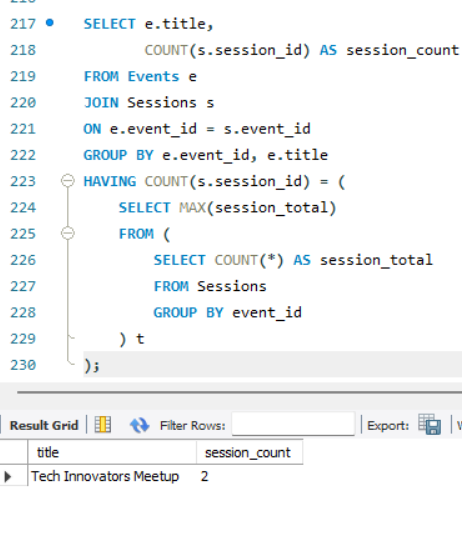 217 SELECT e.title,
218 COUNT(s.session_id) AS session_count
219 FROM Events e
220 JOIN Sessions s
221 ON e.event_id = s.event_id
222 GROUP BY e.event_id, e.title
223 HAVING COUNT(s.session_id) = (
224 SELECT MAX(session_total)
225 FROM (
226 SELECT COUNT(*) AS session_total
227 FROM Sessions
228 GROUP BY event_id
229 ) t
230 );
Result Grid Filter Rows: Export:
title session_count
Tech Innovators Meetup 2